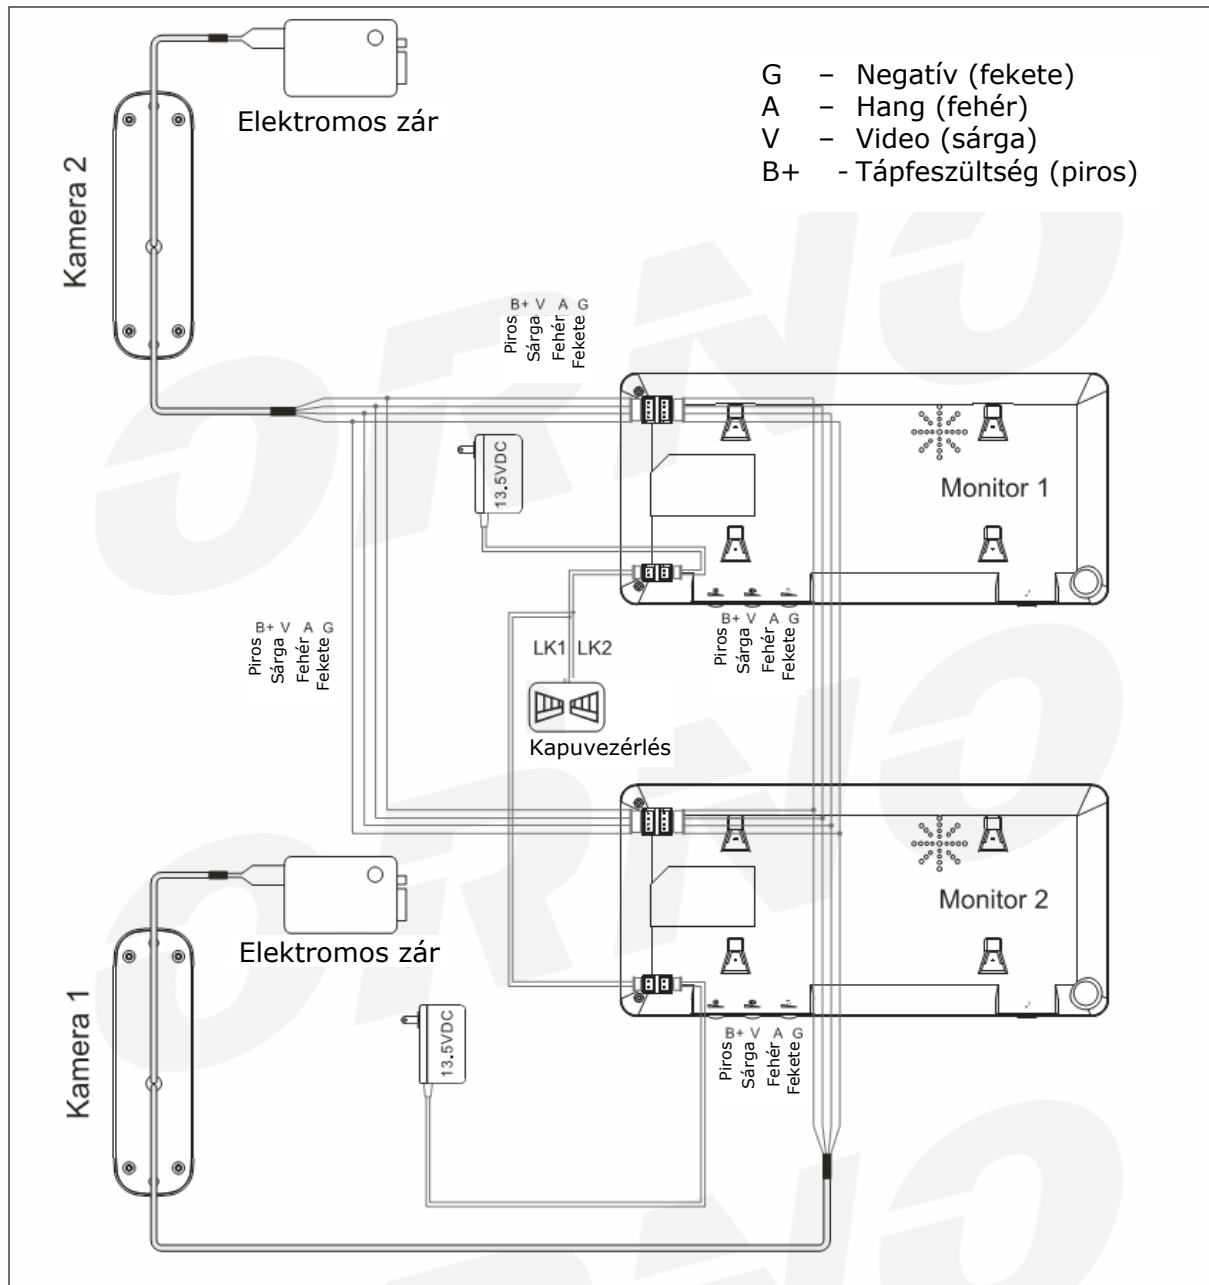 Elektromos zár
G – Negatív (fekete)
A – Hang (fehér)
V – Video (sárga)
B+ - Tápfeszültség (piros)
Kamera 2
ORNO
B+ V A G
Piros
Sárga
Fehér
Fekete
13.5VDC
Monitor 1
B+ V A G
Piros
Sárga
Fehér
Fekete
B+ V A G
Piros
Sárga
Fehér
Fekete
LK1 LK2
Kapuvezérlés
ORNO
Monitor 2
Elektromos zár
Kamera 1
13.5VDC
B+ V A G
Piros
Sárga
Fehér
Fekete